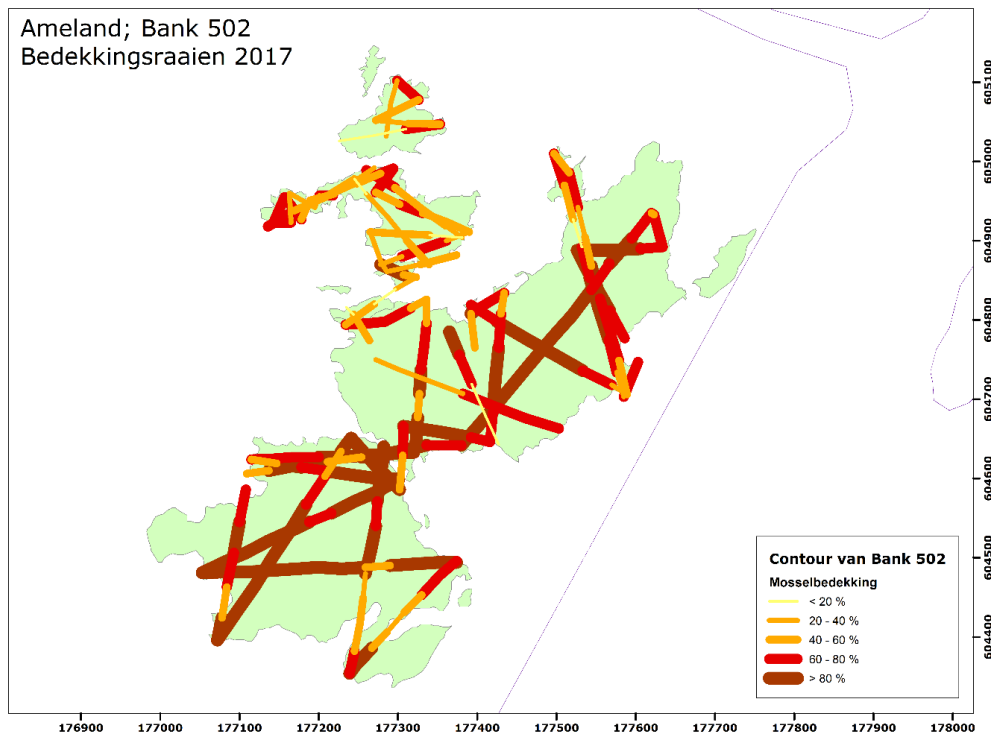 Ameland; Bank 502
Bedekkingsraaien 2017
605100
605000
604900
604800
604700
604600
604500
604400
Contour van Bank 502
Mosselbedekking
< 20 %
20 - 40 %
40 - 60 %
60 - 80 %
> 80 %
176900 177000 177100 177200 177300 177400 177500 177600 177700 177800 177900 178000